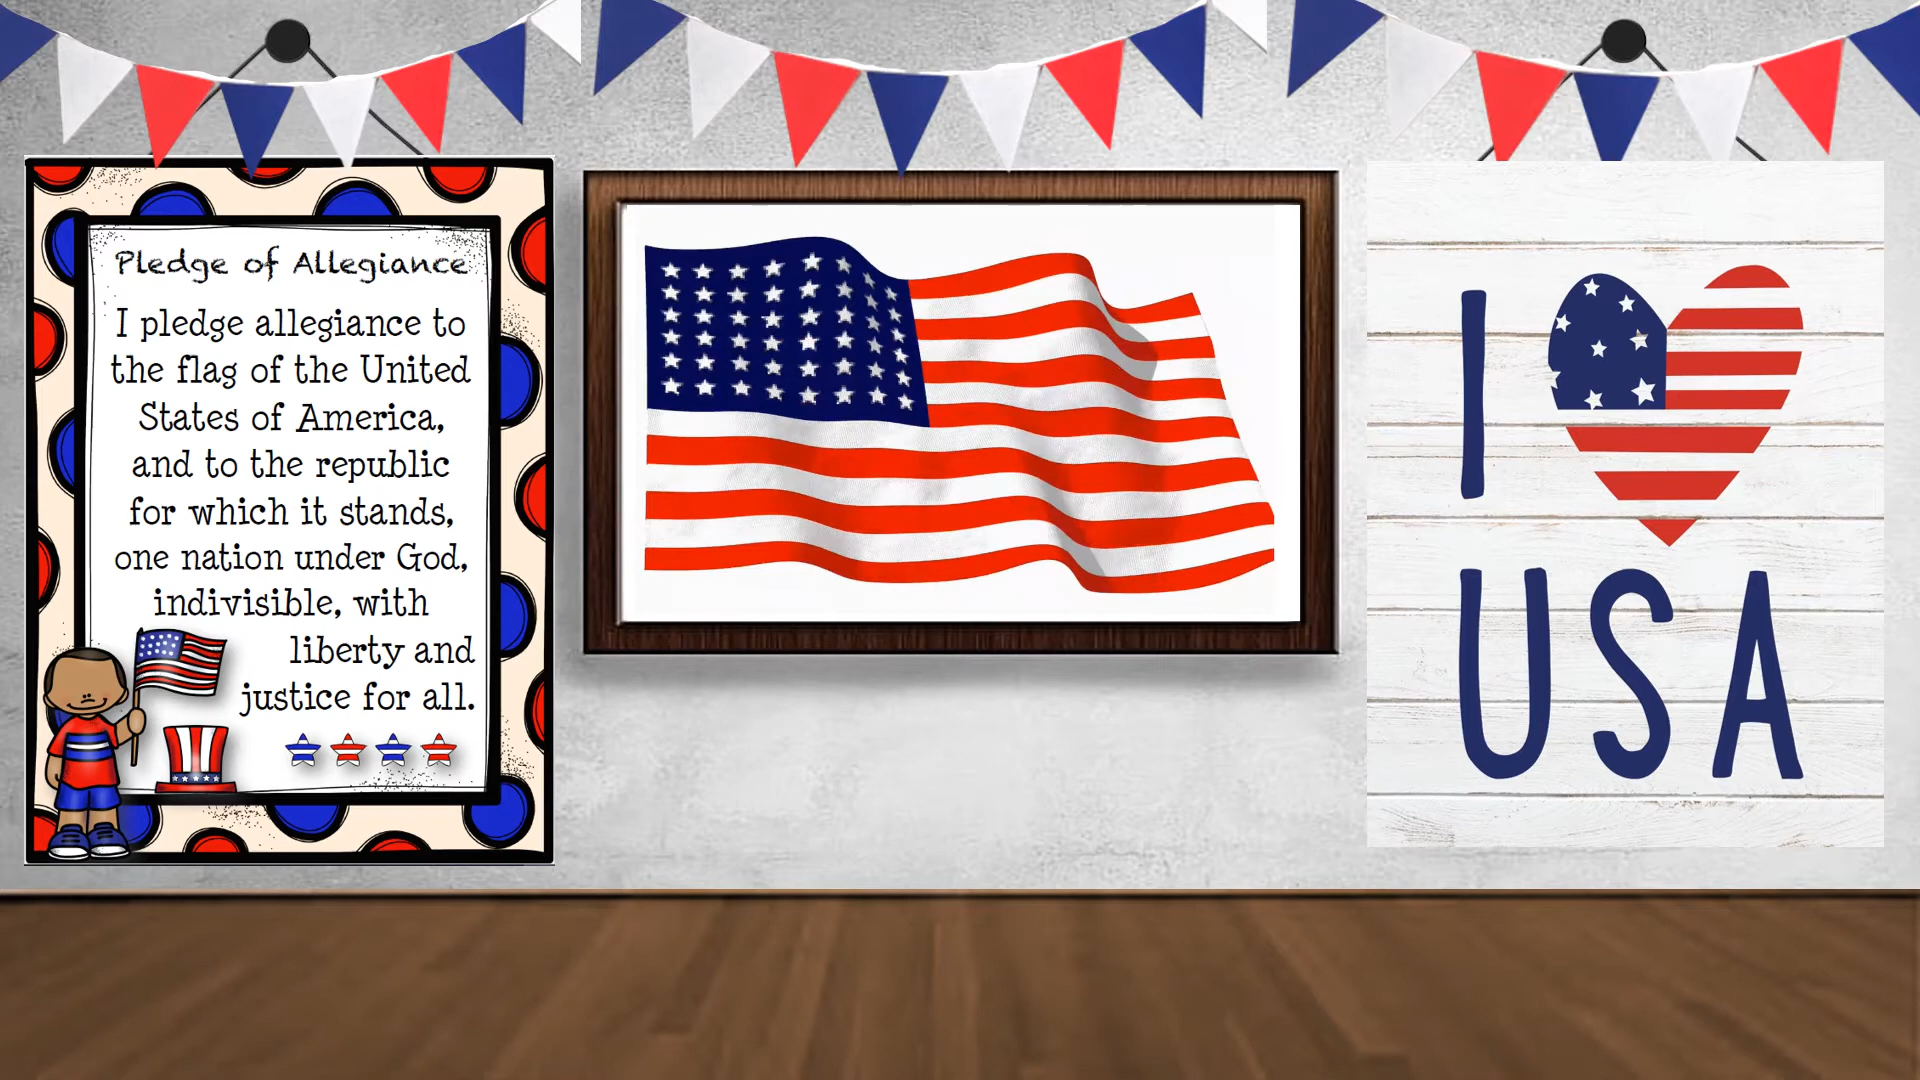 Pledge of Allegiance
I pledge allegiance to
the flag of the United
States of America,
and to the republic
for which it stands,
one nation under God,
indivisible, with
liberty and
justice for all.
I
USA